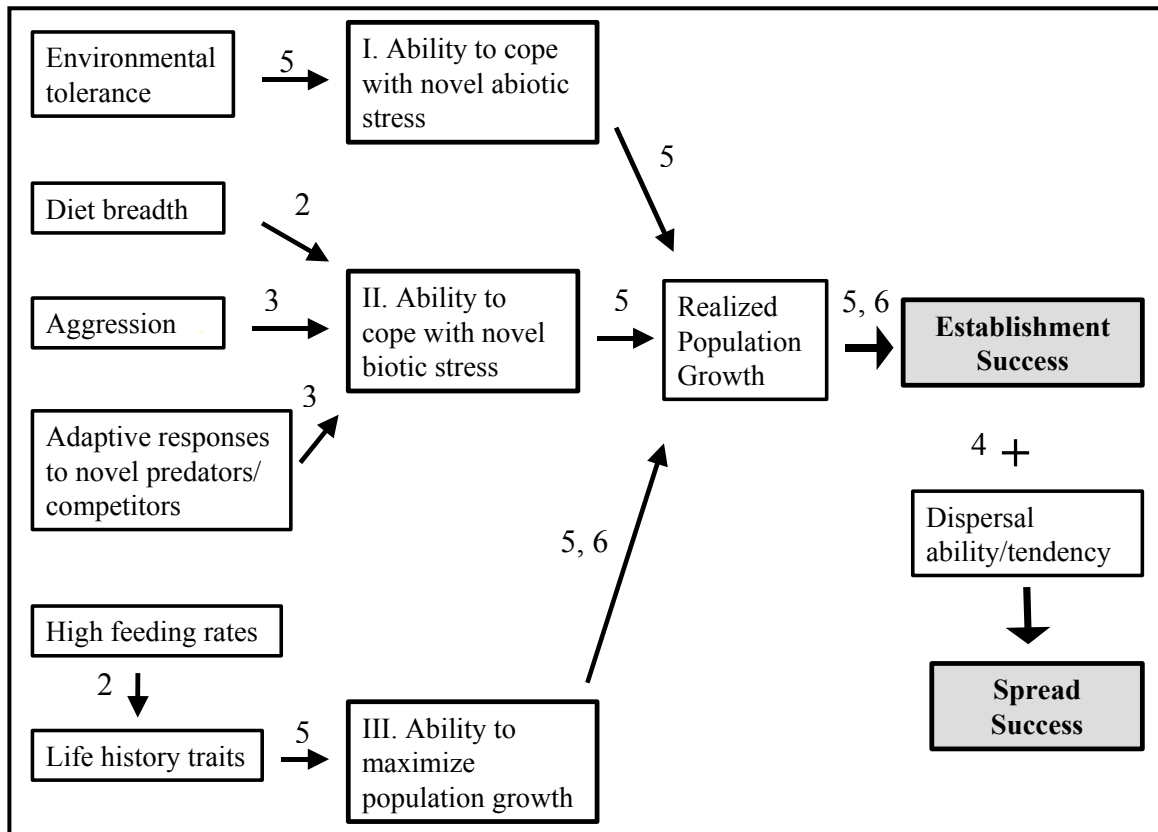 Environmental
tolerance
5
I. Ability to cope
with novel abiotic
stress
5
Diet breadth
2
Aggression
3
II. Ability to
cope with novel
biotic stress
5
Realized
Population
Growth
5, 6
Establishment
Success
Adaptive responses
to novel predators/
competitors
3
4 +
Dispersal
ability/tendency
5, 6
High feeding rates
2
Life history traits
5
III. Ability to
maximize
population growth
Spread
Success